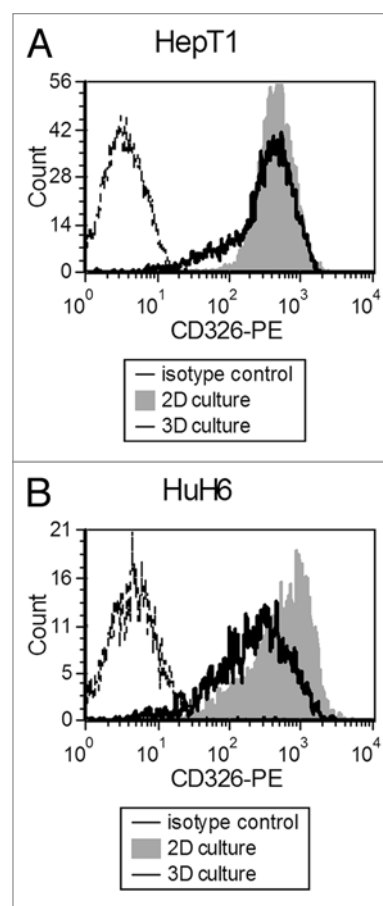 A
HepT1
56
42
28
14
0
Count
10^0 10^1 10^2 10^3 10^4
CD326-PE
isotype control
2D culture
3D culture
B
HuH6
21
16
11
5
0
Count
10^0 10^1 10^2 10^3 10^4
CD326-PE
isotype control
2D culture
3D culture